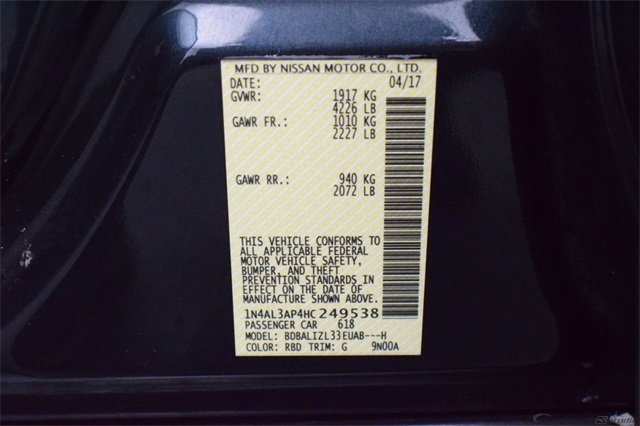 MFD BY NISSAN MOTOR CO., LTD.
DATE: 04/17
GVWR: 1917 KG
4226 LB
GAWR FR.: 1010 KG
2227 LB
GAWR RR.: 940 KG
2072 LB
THIS VEHICLE CONFORMS TO
ALL APPLICABLE FEDERAL
MOTOR VEHICLE SAFETY,
BUMPER, AND THEFT
PREVENTION STANDARDS IN
EFFECT ON THE DATE OF
MANUFACTURE SHOWN ABOVE.
1N4AL3AP4HC249538
PASSENGER CAR 618
MODEL: BDBALIZL33EUAB---H
COLOR: RBD TRIM: G 9N00A